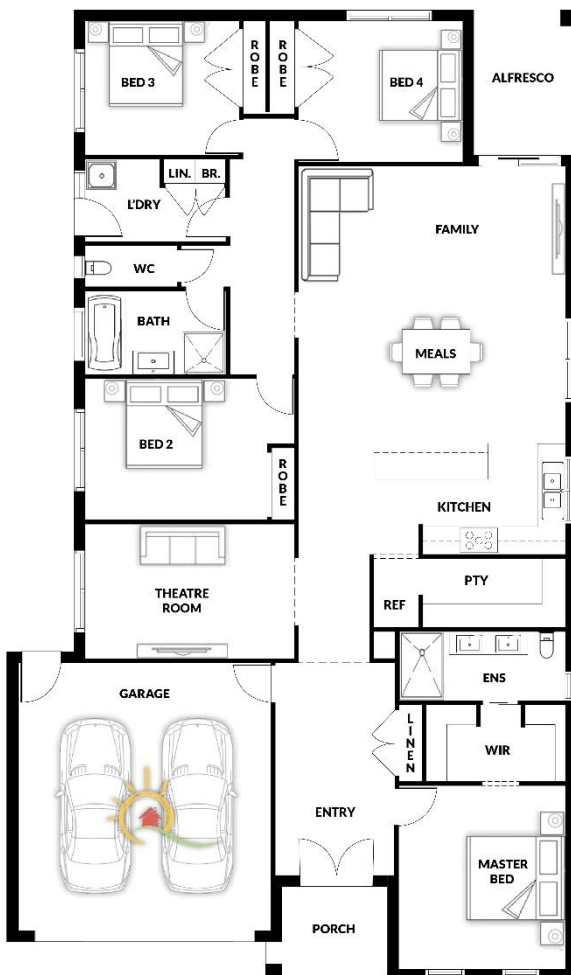 BED 3
ROBE
ROBE
BED 4
ALFRESCO
LIN.
BR.
L'DRY
FAMILY
WC
BATH
MEALS
BED 2
ROBE
KITCHEN
THEATRE
ROOM
REF
PTY
GARAGE
ENS
LINEN
WIR
ENTRY
MASTER
BED
PORCH